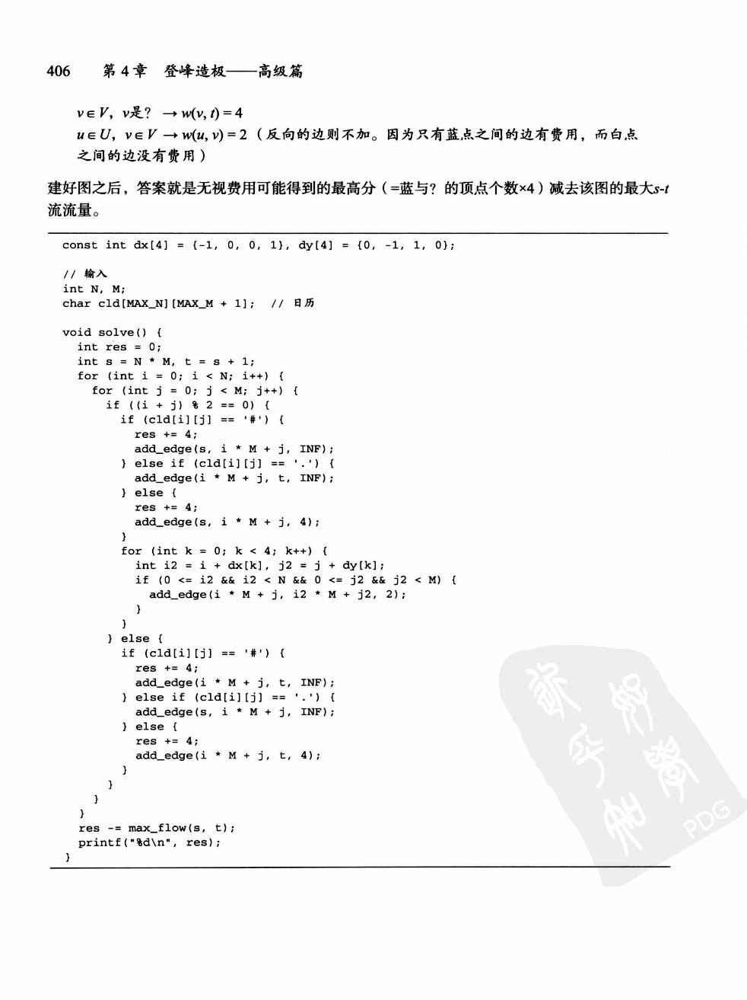 406 第 4 章 登峰造极——高级篇
v∈V，v是？ → w(v, t) = 4
u∈U，v∈V → w(u, v) = 2（反向的边则不加。因为只有蓝点之间的边有费用，而白点
之间的边没有费用）
建好图之后，答案就是无视费用可能得到的最高分（=蓝与？的顶点个数×4）减去该图的最大s-t
流流量。
const int dx[4] = {-1, 0, 0, 1}, dy[4] = {0, -1, 1, 0};
// 输入
int N, M;
char cld[MAX_N][MAX_M + 1]; // 日历
void solve() {
int res = 0;
int s = N * M, t = s + 1;
for (int i = 0; i < N; i++) {
for (int j = 0; j < M; j++) {
if ((i + j) % 2 == 0) {
if (cld[i][j] == '#') {
res += 4;
add_edge(s, i * M + j, INF);
} else if (cld[i][j] == '.') {
add_edge(i * M + j, t, INF);
} else {
res += 4;
add_edge(s, i * M + j, 4);
}
for (int k = 0; k < 4; k++) {
int i2 = i + dx[k], j2 = j + dy[k];
if (0 <= i2 && i2 < N && 0 <= j2 && j2 < M) {
add_edge(i * M + j, i2 * M + j2, 2);
}
}
} else {
if (cld[i][j] == '#') {
res += 4;
add_edge(i * M + j, t, INF);
} else if (cld[i][j] == '.') {
add_edge(s, i * M + j, INF);
} else {
res += 4;
add_edge(i * M + j, t, 4);
}
}
}
}
res -= max_flow(s, t);
printf("%d\n", res);
}
PDG